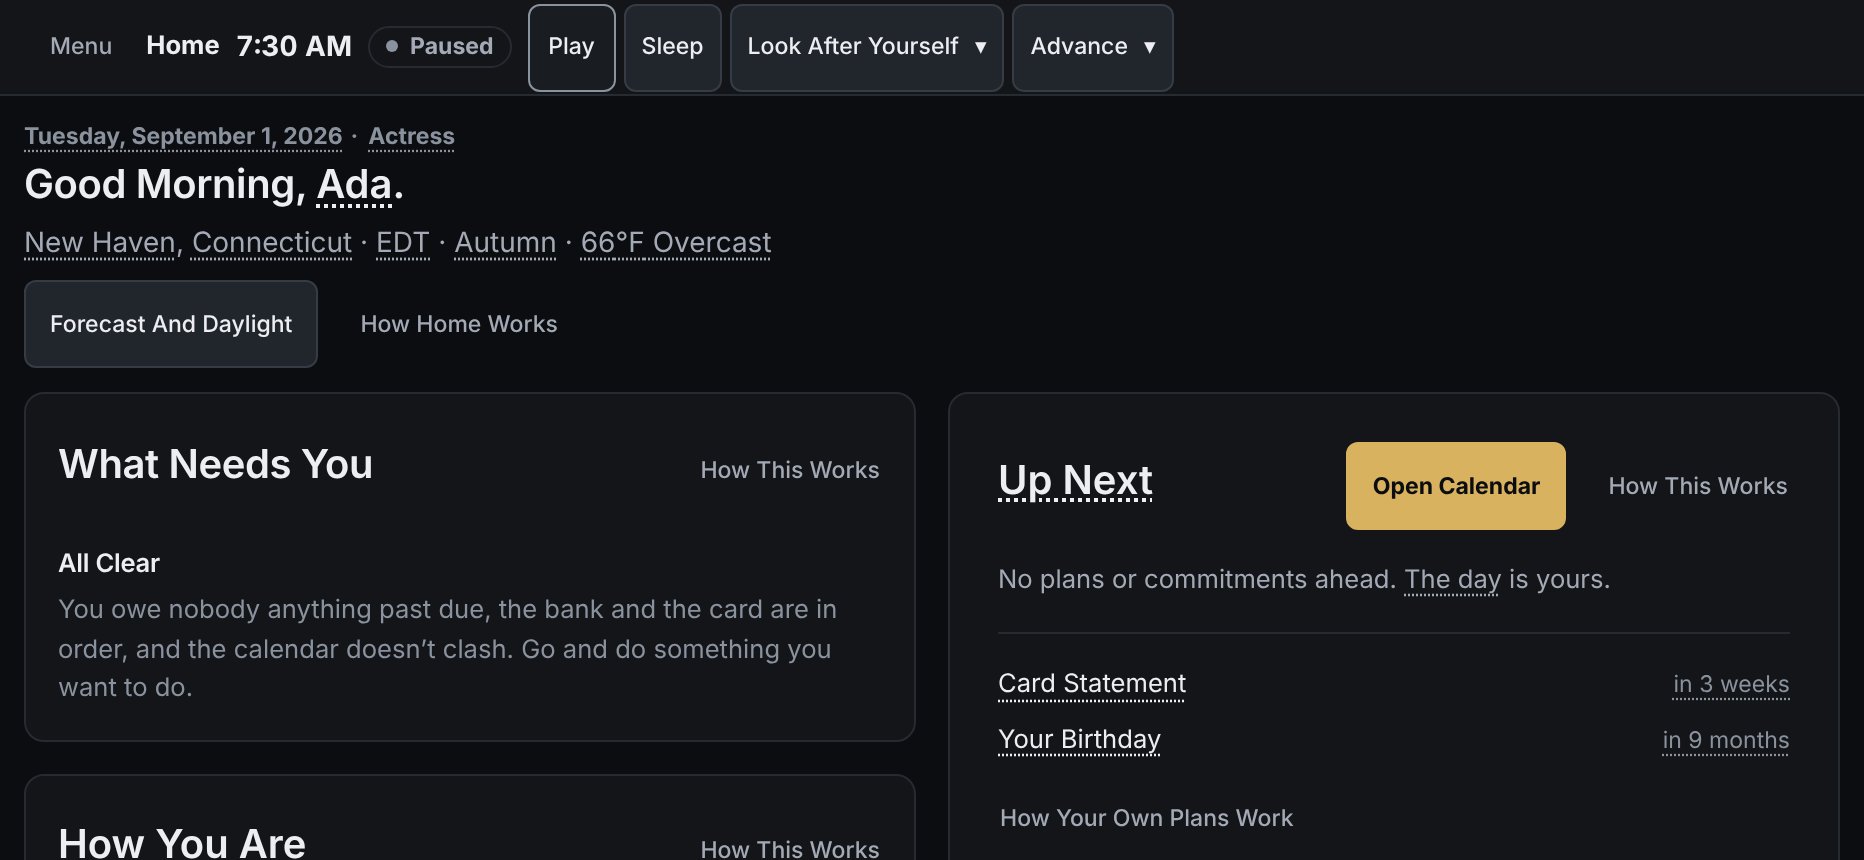 Menu Home 7:30 AM Paused Play Sleep Look After Yourself ▼ Advance ▼
Tuesday, September 1, 2026 · Actress
Good Morning, Ada.
New Haven, Connecticut · EDT · Autumn · 66°F Overcast
Forecast And Daylight How Home Works
What Needs You How This Works
All Clear
You owe nobody anything past due, the bank and the card are in
order, and the calendar doesn’t clash. Go and do something you
want to do.
How You Are How This Works
Up Next Open Calendar How This Works
No plans or commitments ahead. The day is yours.
Card Statement in 3 weeks
Your Birthday in 9 months
How Your Own Plans Work